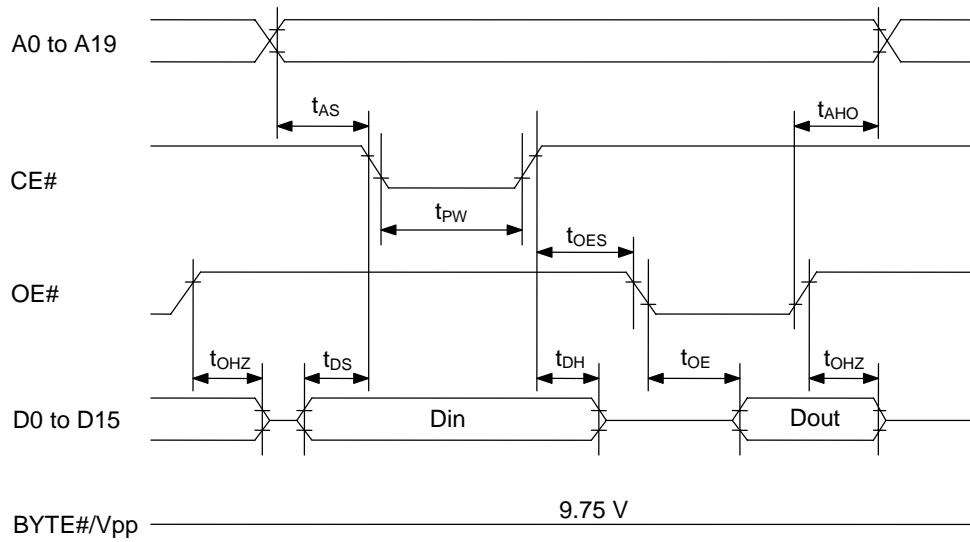 A0 to A19
tAS
tAHO
CE#
tPW
tOES
OE#
tOHZ
tDS
tDH
tOE
tOHZ
D0 to D15
Din
Dout
9.75 V
BYTE#/Vpp